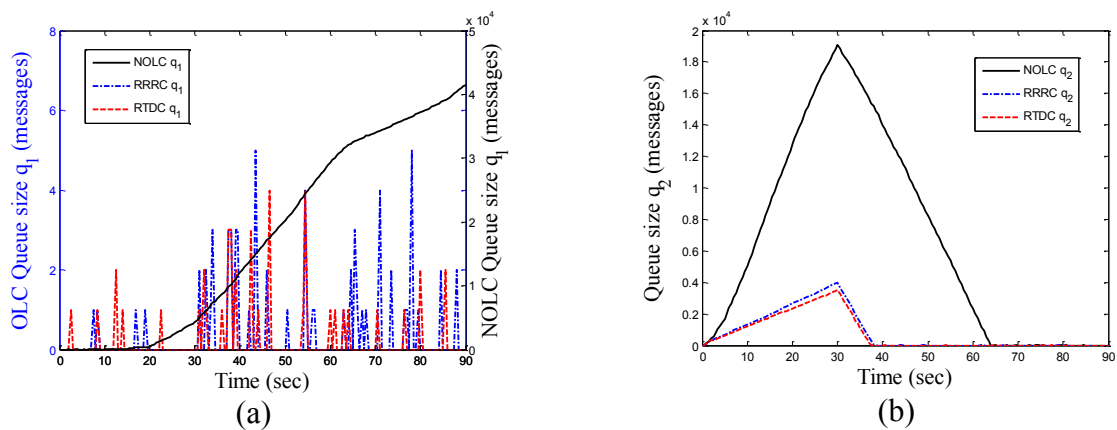 x 10⁴
OLC Queue size q₁ (messages)
8
6
4
2
0
NOLC q₁
RRRC q₁
RTDC q₁
5
4
3
2
1
0
NOLC Queue size q₁ (messages)
0 10 20 30 40 50 60 70 80 90
Time (sec)
(a)
x 10⁴
Queue size q₂ (messages)
2
1.8
1.6
1.4
1.2
1
0.8
0.6
0.4
0.2
0
NOLC q₂
RRRC q₂
RTDC q₂
0 10 20 30 40 50 60 70 80 90
Time (sec)
(b)